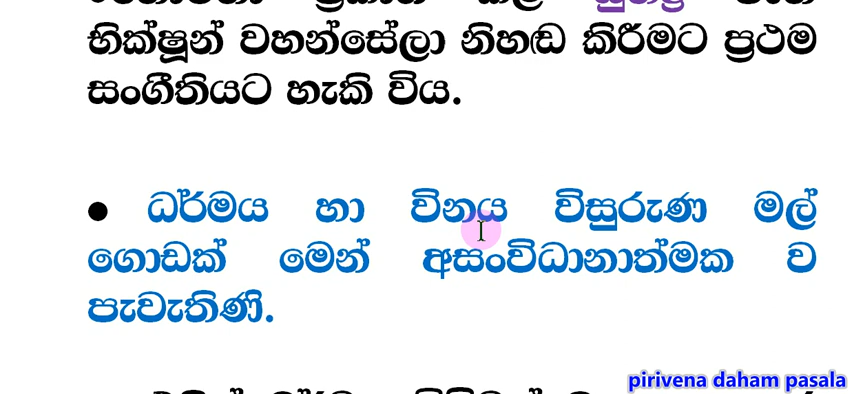 භික්ෂූන් වහන්සේලා නිහඬ කිරීමට ප්‍රථම
සංගීතියට හැකි විය.
● ධර්මය හා විනය විසුරුණ මල්
ගොඩක් මෙන් අසංවිධානාත්මක ව
පැවැතිණි.
pirivena daham pasala